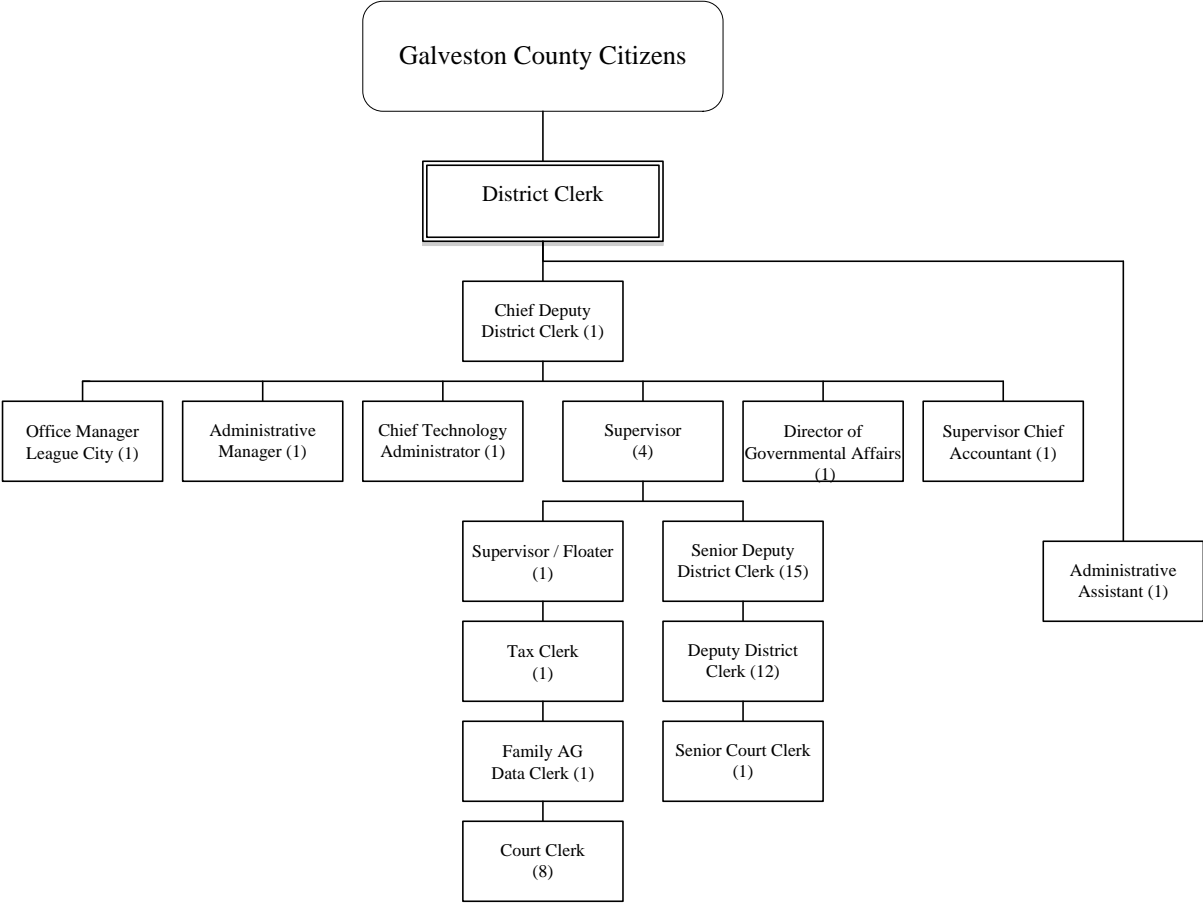 Galveston County Citizens
District Clerk
Chief Deputy
District Clerk (1)
Office Manager
League City (1)
Administrative
Manager (1)
Chief Technology
Administrator (1)
Supervisor
(4)
Director of
Governmental Affairs
(1)
Supervisor Chief
Accountant (1)
Supervisor / Floater
(1)
Senior Deputy
District Clerk (15)
Administrative
Assistant (1)
Tax Clerk
(1)
Deputy District
Clerk (12)
Family AG
Data Clerk (1)
Senior Court Clerk
(1)
Court Clerk
(8)